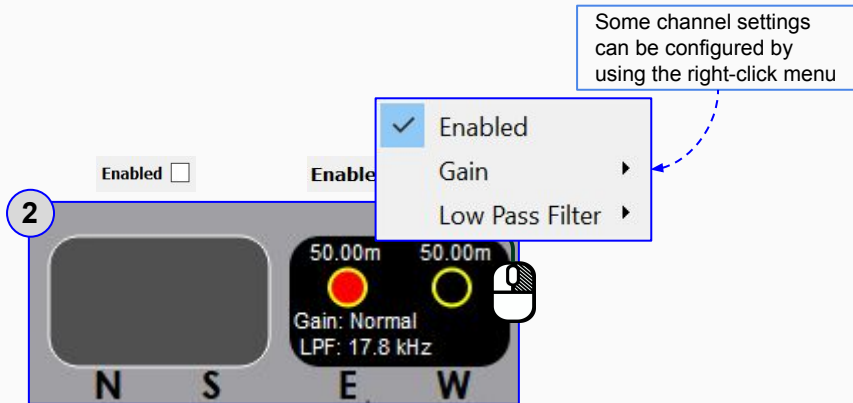 Some channel settings
can be configured by
using the right-click menu
Enabled
Gain
Low Pass Filter
Enabled
Enable
2
50.00m 50.00m
Gain: Normal
LPF: 17.8 kHz
N S E W